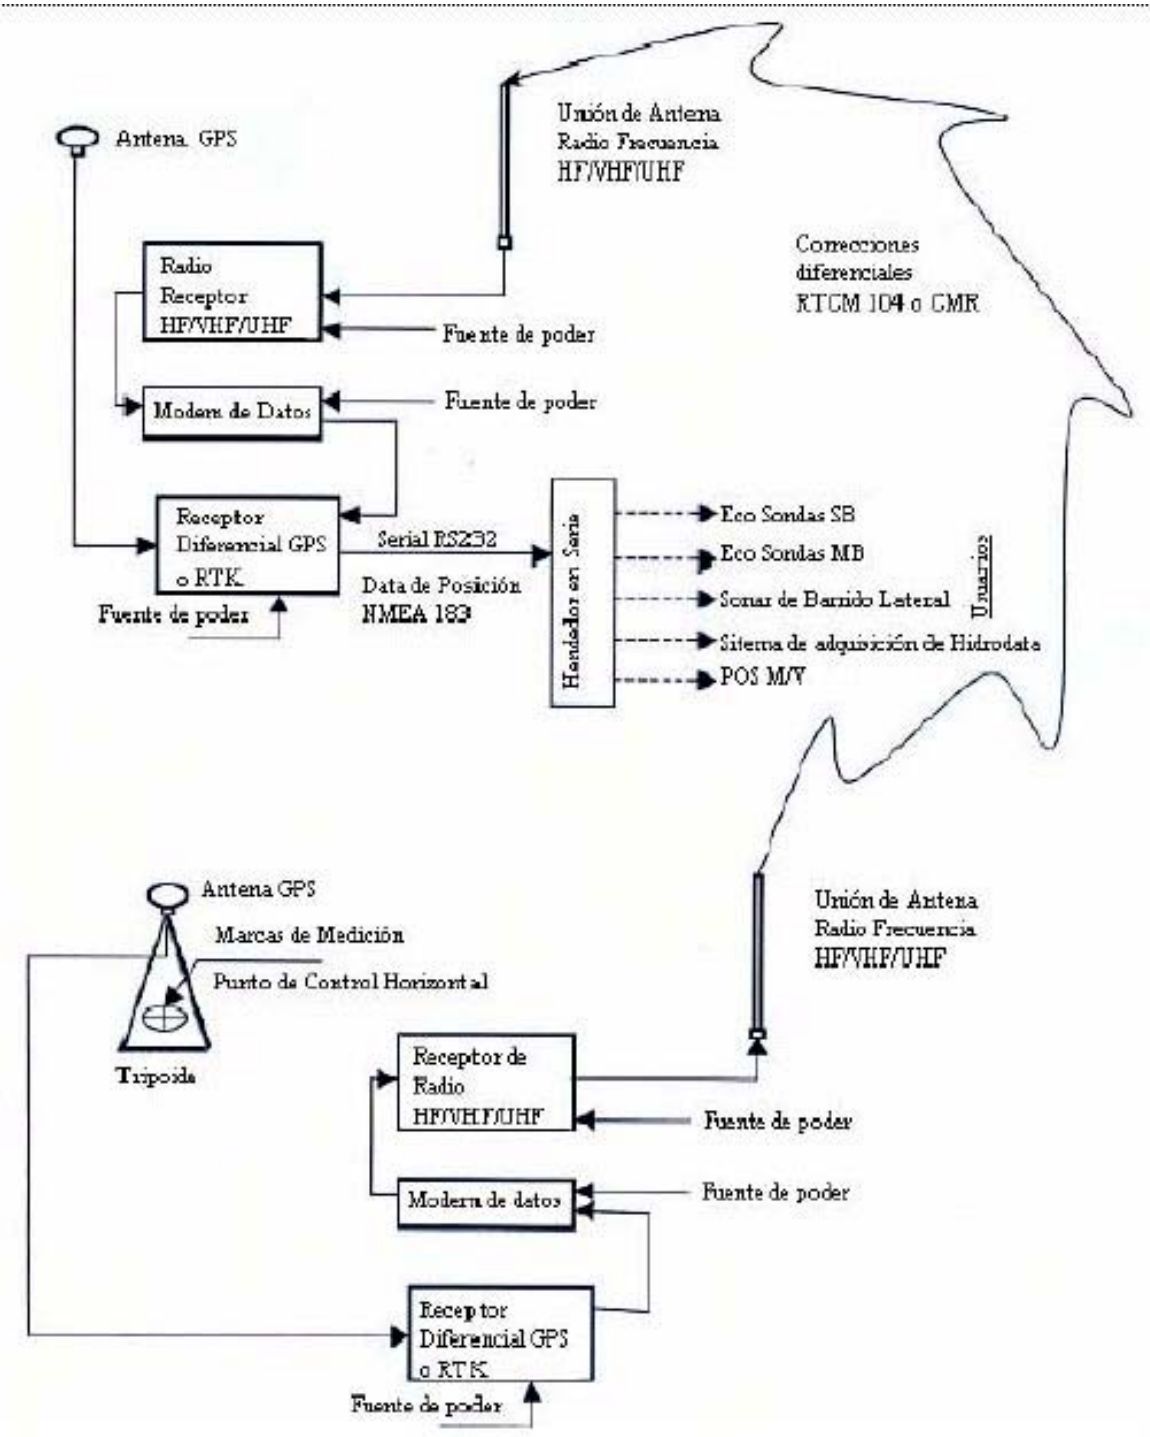 Antena GPS
Unión de Antena
Radio Frecuencia
HF/VHF/UHF
Correcciones
diferenciales
RTCM 104 o CMR
Radio
Receptor
HF/VHF/UHF
Fuente de poder
Modem de Datos
Fuente de poder
Receptor
Diferencial GPS
o RTK
Fuente de poder
Serial RS232
Data de Posición
NMEA 183
Hendedor en Serie
Eco Sondas SB
Eco Sondas MB
Sonar de Barrido Lateral
Sitema de adquisición de Hidrodata
POS M/V
Usuarios
Antena GPS
Marcas de Medición
Punto de Control Horizontal
Tripoide
Unión de Antena
Radio Frecuencia
HF/VHF/UHF
Receptor de
Radio
HF/VHF/UHF
Fuente de poder
Modem de datos
Fuente de poder
Receptor
Diferencial GPS
o RTK
Fuente de poder